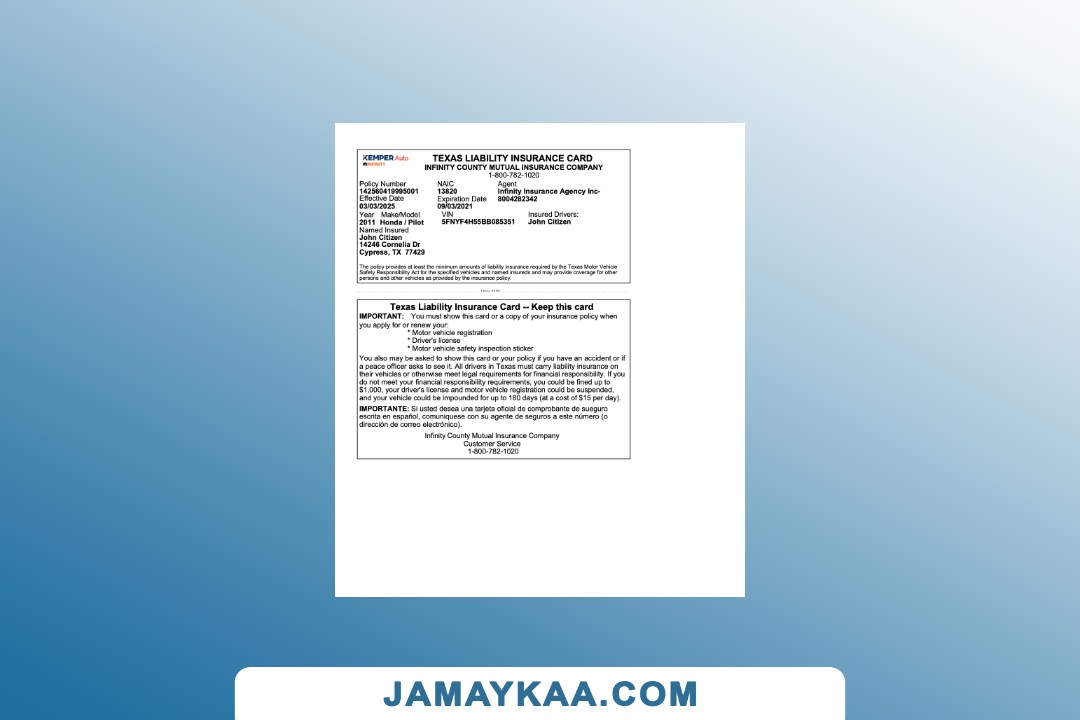 KEMPER Auto
INFINITY
TEXAS LIABILITY INSURANCE CARD
INFINITY COUNTY MUTUAL INSURANCE COMPANY
1-800-782-1020
Policy Number NAIC Agent
142560419995001 13820 Infinity Insurance Agency Inc-
Effective Date Expiration Date 8004282342
03/03/2025 09/03/2021
Year Make/Model VIN Insured Drivers:
2011 Honda / Pilot 5FNYF4H55BB085351 John Citizen
Named Insured
John Citizen
14246 Cornelia Dr
Cypress, TX 77429
The policy provides at least the minimum amounts of liability insurance required by the Texas Motor Vehicle
Safety Responsibility Act for the specified vehicles and named insureds and may provide coverage for other
persons and other vehicles as provided by the insurance policy.
Texas Liability Insurance Card -- Keep this card
IMPORTANT: You must show this card or a copy of your insurance policy when
you apply for or renew your:
* Motor vehicle registration
* Driver's license
* Motor vehicle safety inspection sticker
You also may be asked to show this card or your policy if you have an accident or if
a peace officer asks to see it. All drivers in Texas must carry liability insurance on
their vehicles or otherwise meet legal requirements for financial responsibility. If you
do not meet your financial responsibility requirements, you could be fined up to
$1,000, your driver's license and motor vehicle registration could be suspended,
and your vehicle could be impounded for up to 180 days (at a cost of $15 per day).
IMPORTANTE: Si usted desea una tarjeta oficial de comprobante de sueguro
escrita en español, comuniquese con su agente de seguros a este número (o
dirección de correo electrónico).
Infinity County Mutual Insurance Company
Customer Service
1-800-782-1020
JAMAYKAA.COM